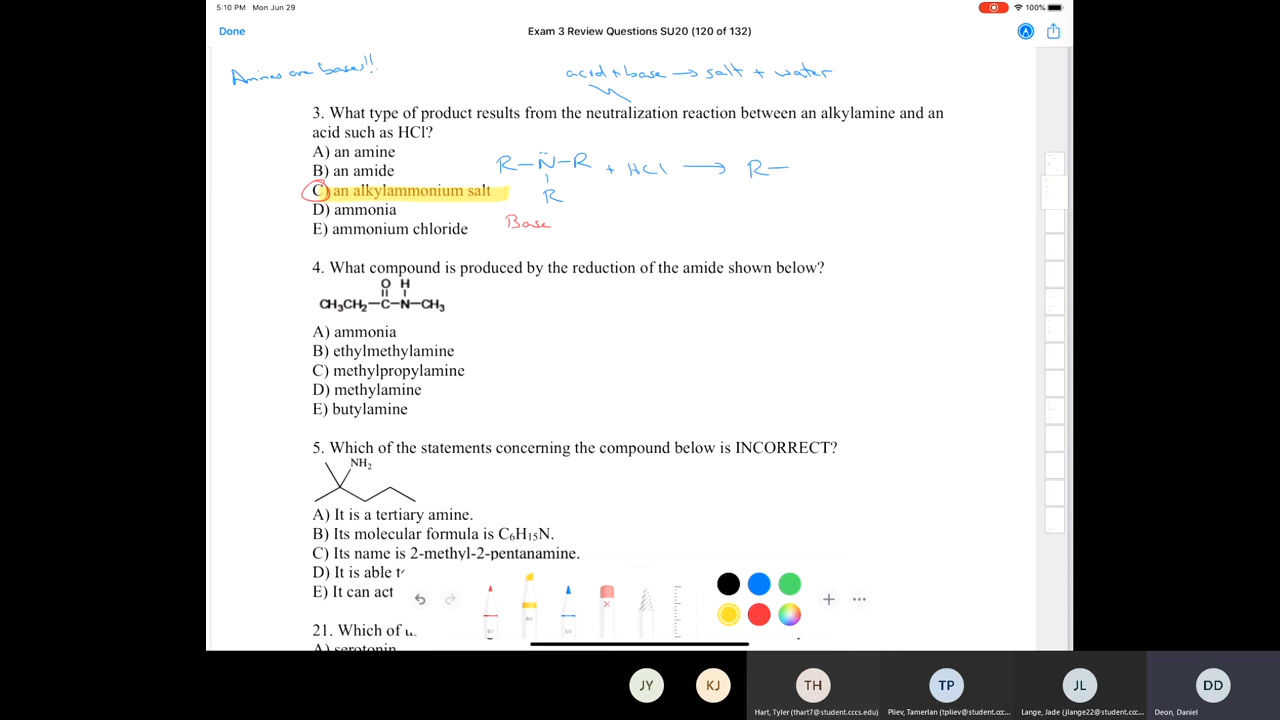 5:10 PM Mon Jun 29
100%
Done
Exam 3 Review Questions SU20 (120 of 132)
Amines are bases!!
acid + base → salt + water
3. What type of product results from the neutralization reaction between an alkylamine and an
acid such as HCl?
A) an amine
B) an amide
C) an alkylammonium salt
D) ammonia
E) ammonium chloride
R—N̈—R + HCl → R—
R
Base
4. What compound is produced by the reduction of the amide shown below?
O H
CH3CH2—C—N—CH3
A) ammonia
B) ethylmethylamine
C) methylpropylamine
D) methylamine
E) butylamine
5. Which of the statements concerning the compound below is INCORRECT?
NH2
A) It is a tertiary amine.
B) Its molecular formula is C6H15N.
C) Its name is 2-methyl-2-pentanamine.
D) It is able
E) It can act
21. Which of
A) serotonin
JY
KJ
TH
TP
JL
DD
Hart, Tyler (thart7@student.cccs.edu)
Pliev, Tamerlan (tpliev@student.ccc...
Lange, Jade (jlange22@student.ccc...
Deon, Daniel